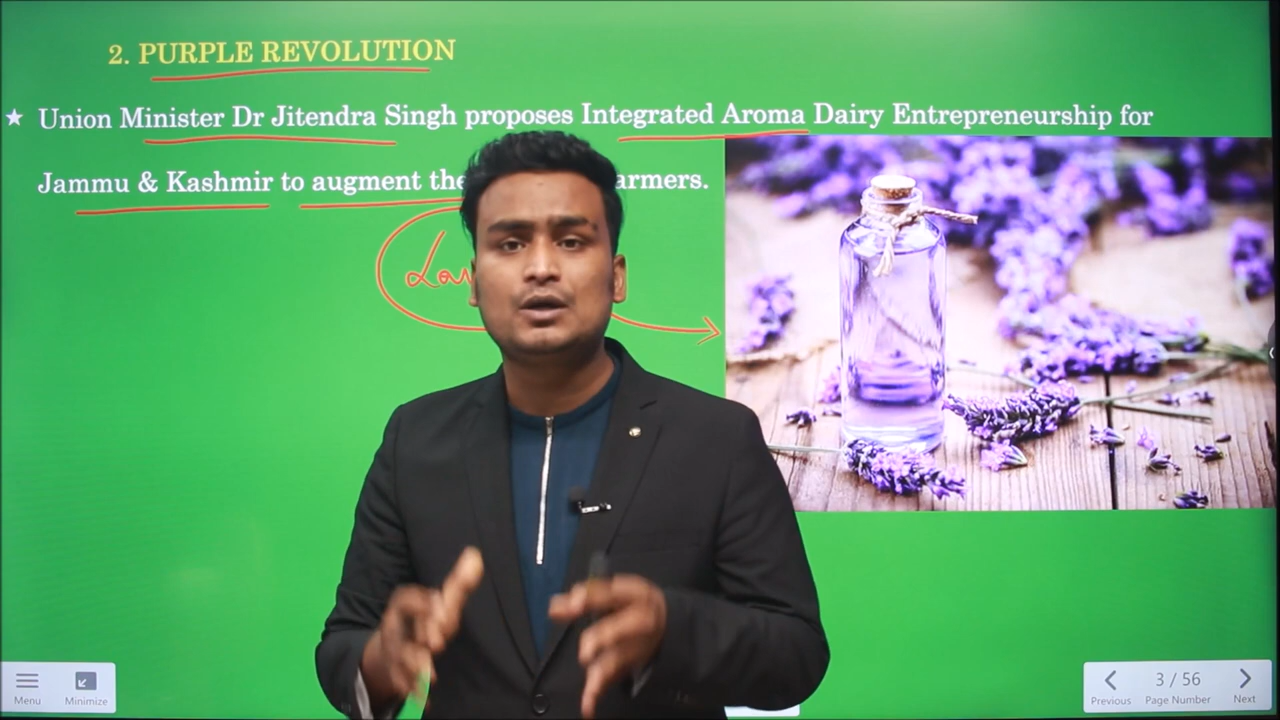 2. PURPLE REVOLUTION
★ Union Minister Dr Jitendra Singh proposes Integrated Aroma Dairy Entrepreneurship for
Jammu & Kashmir to augment the armers.
Menu
Minimize
3 / 56
Previous Page Number Next